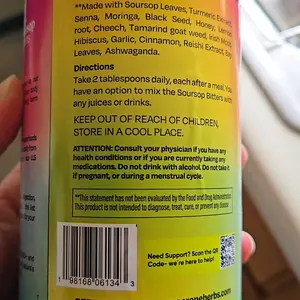 **Made with Soursop Leaves, Turmeric Extract,
Senna, Moringa, Black Seed, Honey, Lemon,
root, Cheech, Tamarind goat weed, Irish Moss,
Hibiscus, Garlic, Cinnamon, Reishi Extract,
Leaves, Ashwaganda.
Directions
Take 2 tablespoons daily, each after a meal. You
have an option to mix the Soursop Bitters with
any juices or drinks.
KEEP OUT OF REACH OF CHILDREN,
STORE IN A COOL PLACE.
ATTENTION: Consult your physician if you have any
health conditions or if you are currently taking any
medications. Do not drink with alcohol. Do not take it
if pregnant, or during a menstrual cycle.
**This statement has not been evaluated by the Food and Drug Administration.
This product is not intended to diagnose, treat, cure, or prevent any disease
Need Support? Scan the QR
Code- we're here to help!
1 98168 06134 3